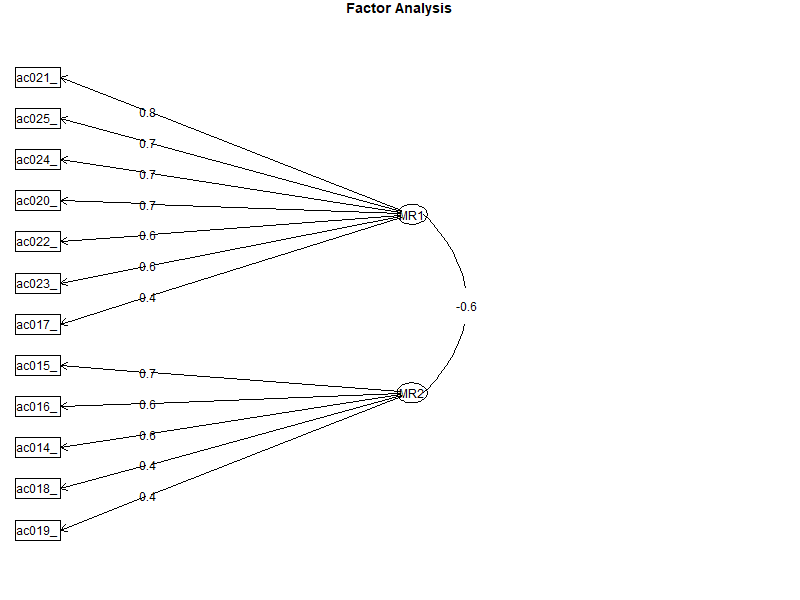 Factor Analysis
ac021_
ac025_
ac024_
ac020_
ac022_
ac023_
ac017_
ac015_
ac016_
ac014_
ac018_
ac019_
0.8
0.7
0.7
0.7
0.6
0.6
0.4
0.7
0.6
0.6
0.4
0.4
MR1
MR2
-0.6